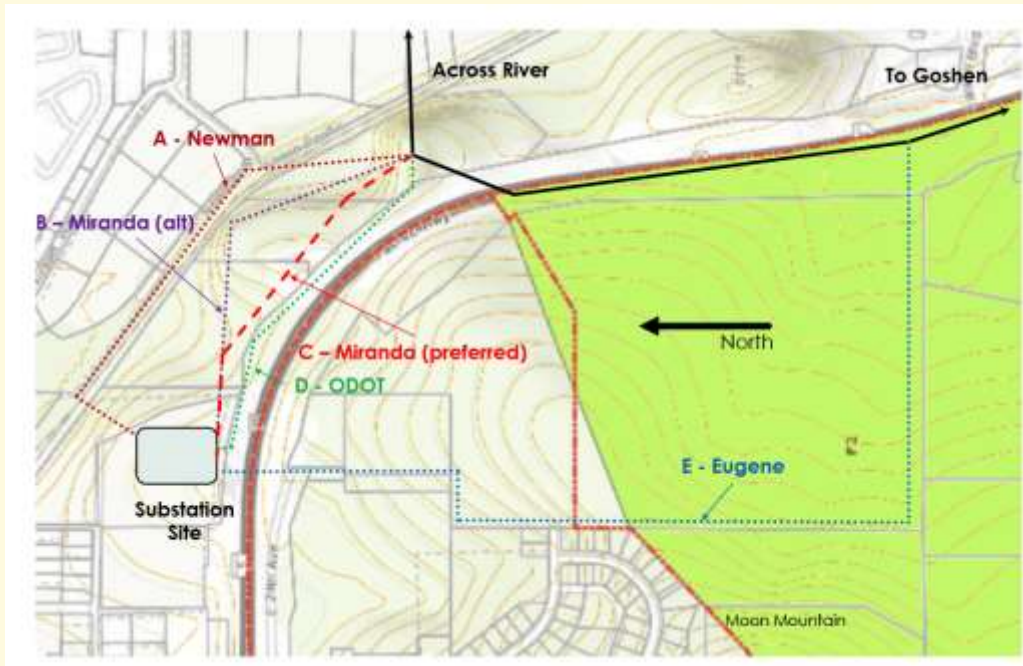 Across River
To Goshen
A - Newman
B – Miranda (alt)
North
C – Miranda (preferred)
D - ODOT
E - Eugene
Substation
Site
Moon Mountain